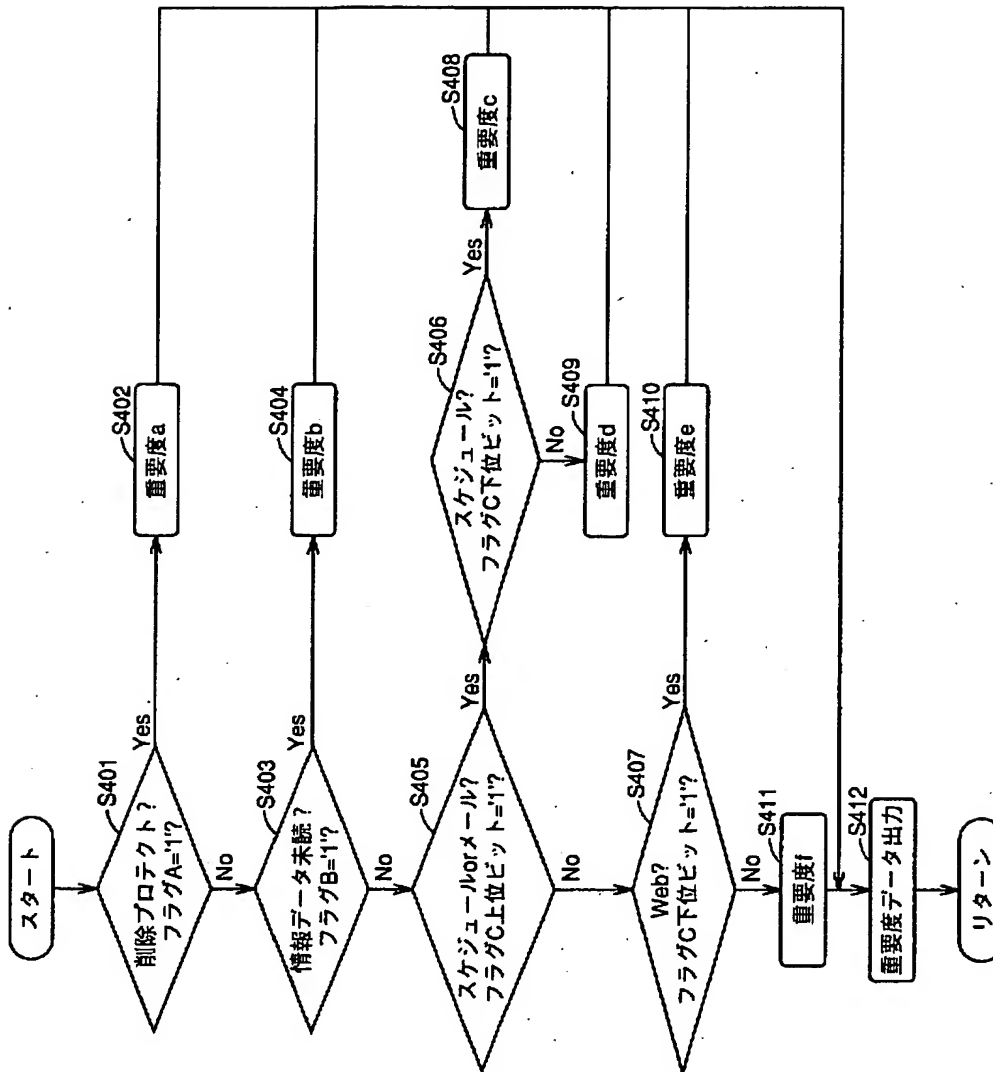 スタート
S401
削除プロテクト?
フラグA='1'?
Yes
S402
重要度a
No
S403
情報データ未読?
フラグB='1'?
Yes
S404
重要度b
No
S405
スケジュールorメール?
フラグC上位ビット='1'?
Yes
S406
スケジュール?
フラグC下位ビット='1'?
Yes
S408
重要度c
No
S409
重要度d
No
S407
Web?
フラグC下位ビット='1'?
Yes
S410
重要度e
No
S411
重要度f
S412
重要度データ出力
リターン